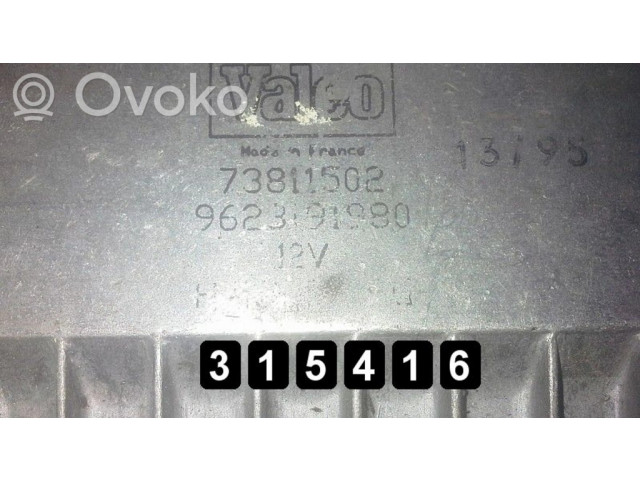 Ovoko
Valeo
Made in France
13/95
73811502
9623191980
12V
315416